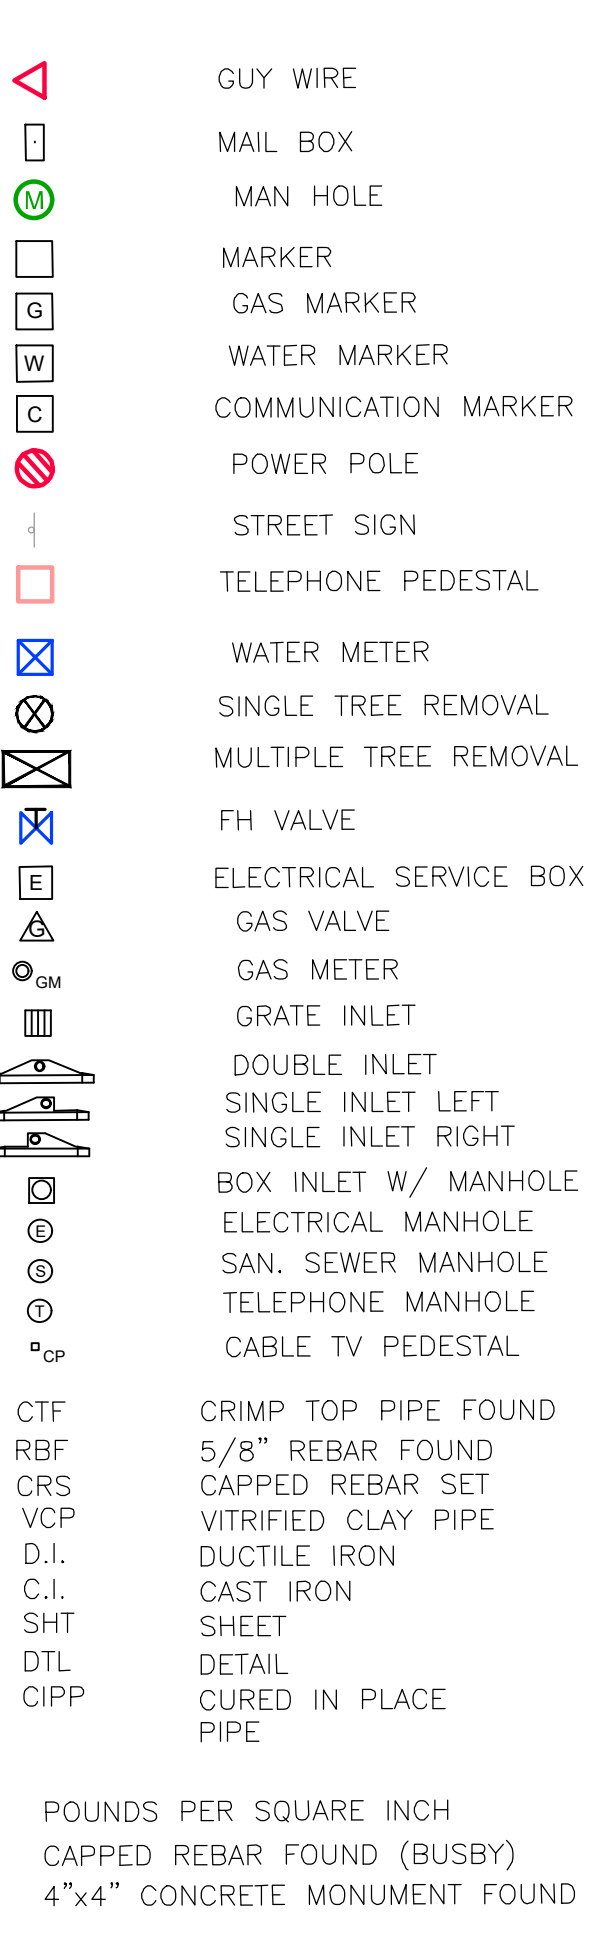 GUY WIRE
MAIL BOX
M MAN HOLE
MARKER
G GAS MARKER
W WATER MARKER
C COMMUNICATION MARKER
POWER POLE
STREET SIGN
TELEPHONE PEDESTAL
WATER METER
SINGLE TREE REMOVAL
MULTIPLE TREE REMOVAL
FH VALVE
E ELECTRICAL SERVICE BOX
G GAS VALVE
GM GAS METER
GRATE INLET
DOUBLE INLET
SINGLE INLET LEFT
SINGLE INLET RIGHT
BOX INLET W/ MANHOLE
E ELECTRICAL MANHOLE
S SAN. SEWER MANHOLE
T TELEPHONE MANHOLE
CP CABLE TV PEDESTAL
CTF CRIMP TOP PIPE FOUND
RBF 5/8" REBAR FOUND
CRS CAPPED REBAR SET
VCP VITRIFIED CLAY PIPE
D.I. DUCTILE IRON
C.I. CAST IRON
SHT SHEET
DTL DETAIL
CIPP CURED IN PLACE
PIPE
POUNDS PER SQUARE INCH
CAPPED REBAR FOUND (BUSBY)
4"x4" CONCRETE MONUMENT FOUND